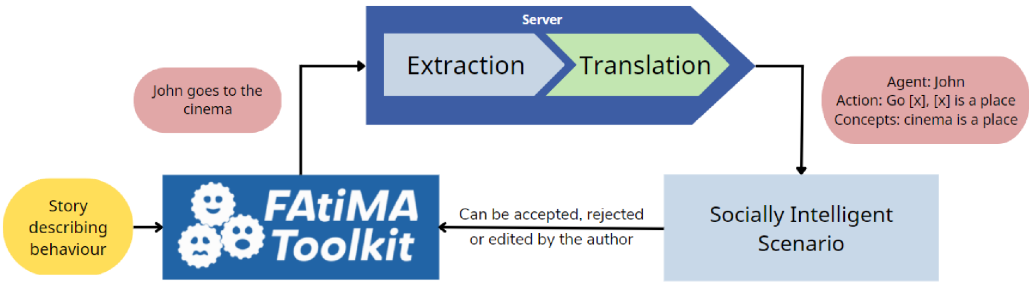 Server
Extraction
Translation
John goes to the
cinema
Agent: John
Action: Go [x], [x] is a place
Concepts: cinema is a place
Story
describing
behaviour
FAtiMA
Toolkit
Can be accepted, rejected
or edited by the author
Socially Intelligent
Scenario